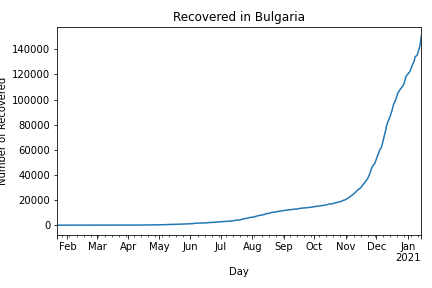 Recovered in Bulgaria
Number of Recovered
140000
120000
100000
80000
60000
40000
20000
0
Feb Mar Apr May Jun Jul Aug Sep Oct Nov Dec Jan
2021
Day